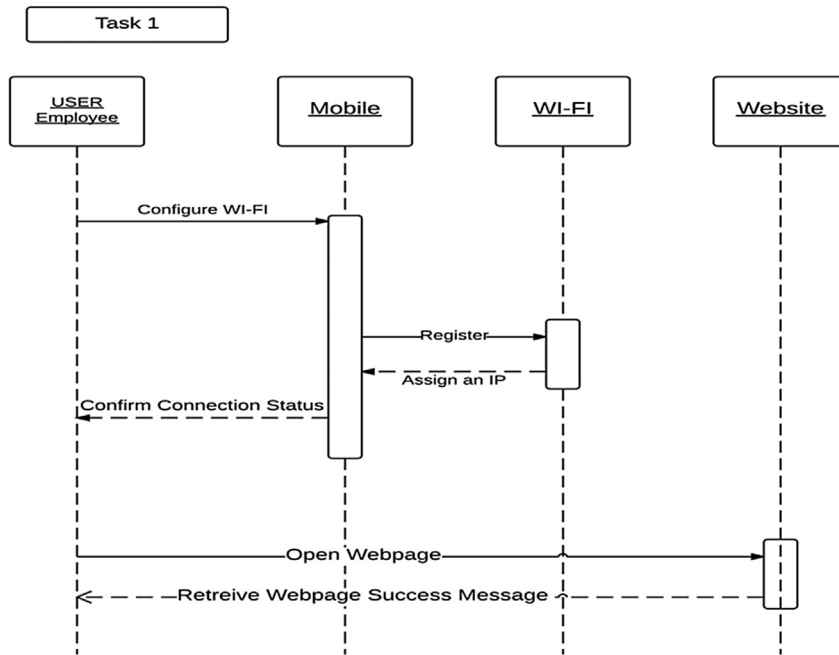 Task 1
USER
Employee
Mobile
WI-FI
Website
Configure WI-FI
Register
Assign an IP
Confirm Connection Status
Open Webpage
Retreive Webpage Success Message